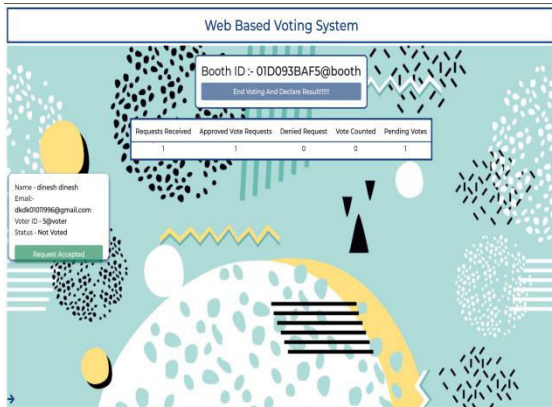 Web Based Voting System
Booth ID :- 01D093BAF5@booth
End Voting And Declare Result!!!!!
Requests Received Approved Vote Requests Denied Request Vote Counted Pending Votes
1 1 0 0 1
Name - dinesh dinesh
Email:-
dkdk01011996@gmail.com
Voter ID - 5@voter
Status - Not Voted
Request Accepted